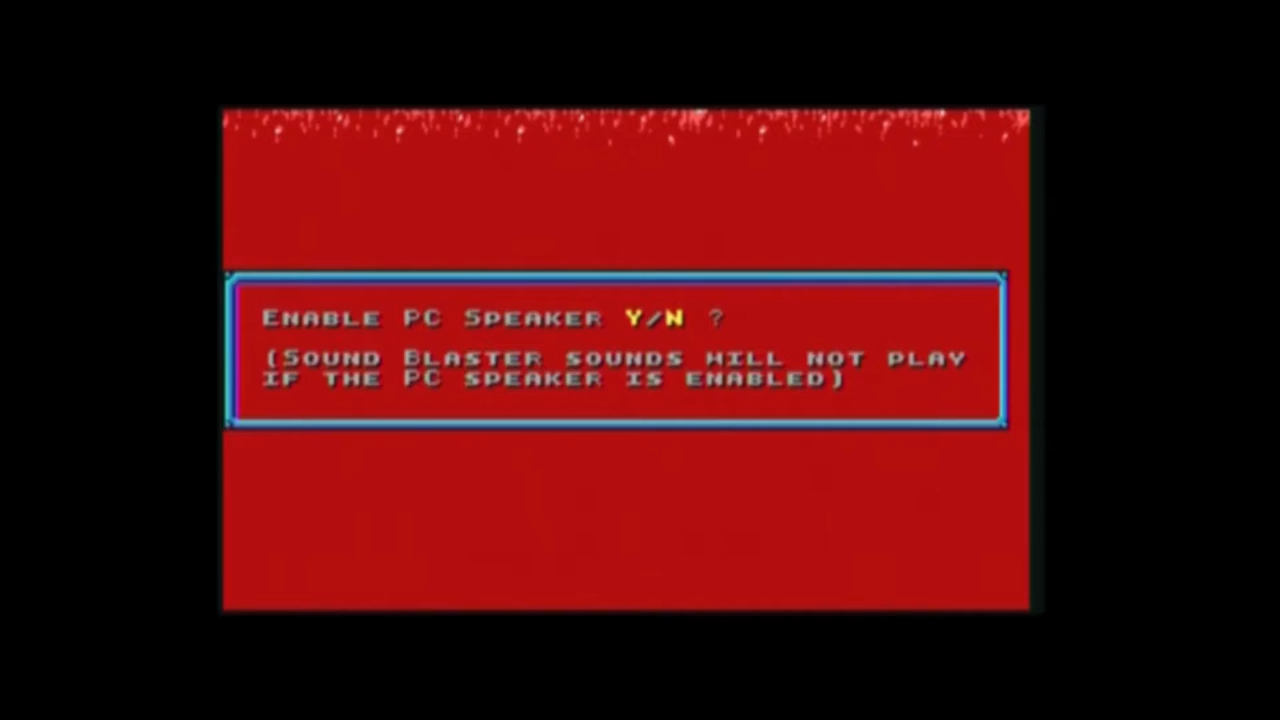 Enable PC Speaker Y/N ?
(Sound Blaster sounds will not play
if the PC speaker is enabled)